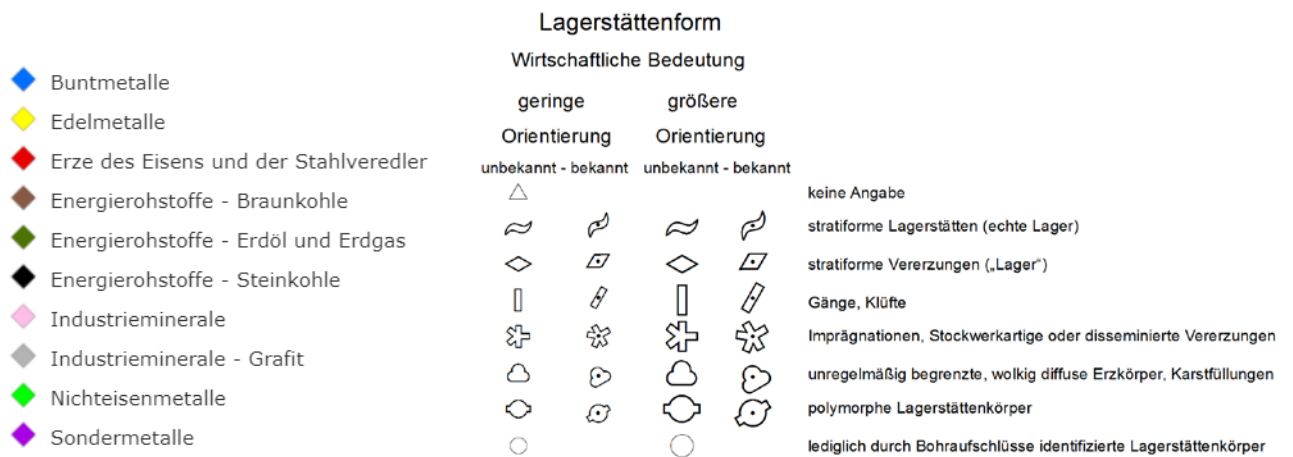 Lagerstättenform
Wirtschaftliche Bedeutung
geringe größere
Orientierung Orientierung
unbekannt - bekannt unbekannt - bekannt
Buntmetalle
Edelmetalle
Erze des Eisens und der Stahlveredler
Energierohstoffe - Braunkohle
Energierohstoffe - Erdöl und Erdgas
Energierohstoffe - Steinkohle
Industrieminerale
Industrieminerale - Grafit
Nichteisenmetalle
Sondermetalle
keine Angabe
stratiforme Lagerstätten (echte Lager)
stratiforme Vererzungen („Lager“)
Gänge, Klüfte
Imprägnationen, Stockwerkartige oder disseminierte Vererzungen
unregelmäßig begrenzte, wolkig diffuse Erzkörper, Karstfüllungen
polymorphe Lagerstättenkörper
lediglich durch Bohraufschlüsse identifizierte Lagerstättenkörper